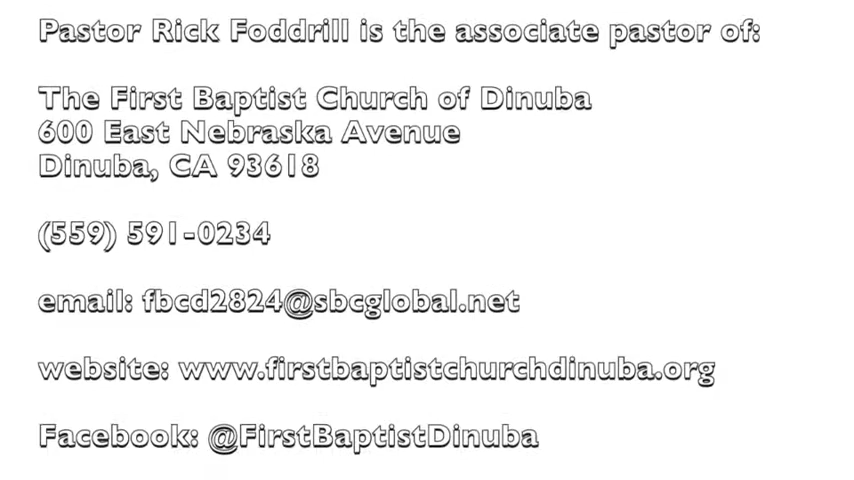 Pastor Rick Foddrill is the associate pastor of:
The First Baptist Church of Dinuba
600 East Nebraska Avenue
Dinuba, CA 93618
(559) 591-0234
email: fbcd2824@sbcglobal.net
website: www.firstbaptistchurchdinuba.org
Facebook: @FirstBaptistDinuba